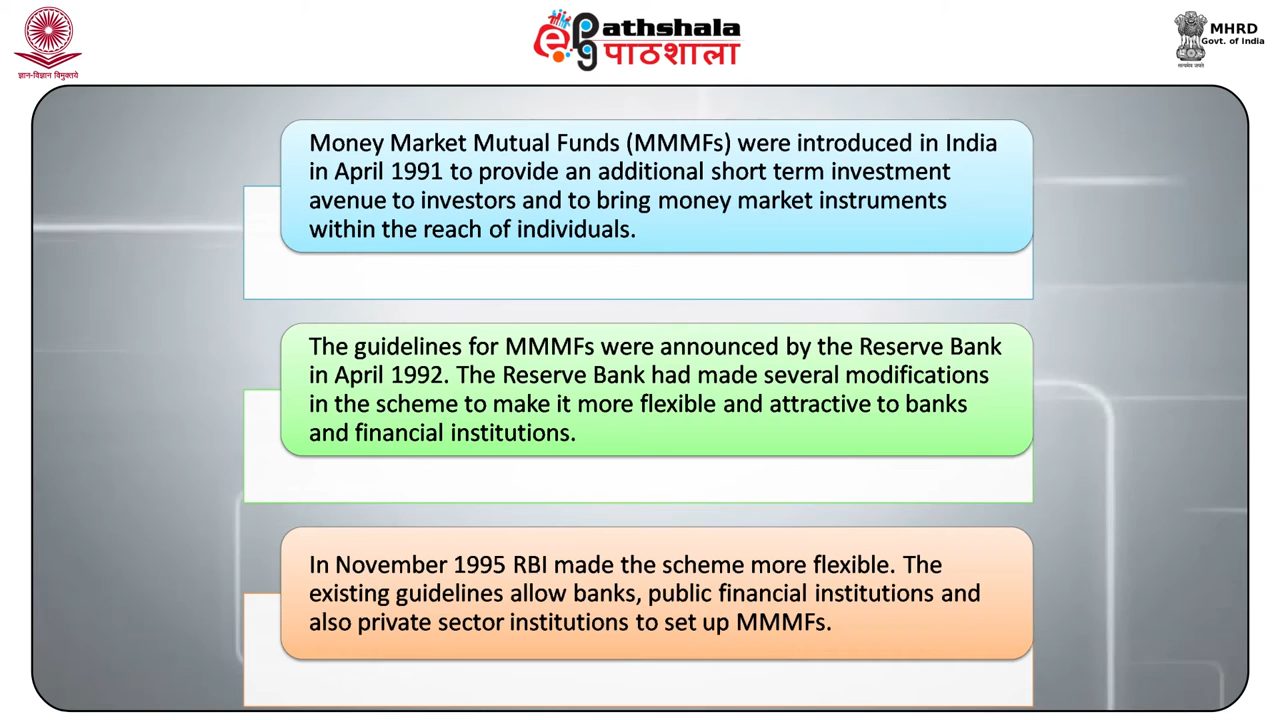 ज्ञान-विज्ञान विमुक्तये
epg Pathshala
पाठशाला
MHRD
Govt. of India
सत्यमेव जयते
Money Market Mutual Funds (MMMFs) were introduced in India
in April 1991 to provide an additional short term investment
avenue to investors and to bring money market instruments
within the reach of individuals.
The guidelines for MMMFs were announced by the Reserve Bank
in April 1992. The Reserve Bank had made several modifications
in the scheme to make it more flexible and attractive to banks
and financial institutions.
In November 1995 RBI made the scheme more flexible. The
existing guidelines allow banks, public financial institutions and
also private sector institutions to set up MMMFs.